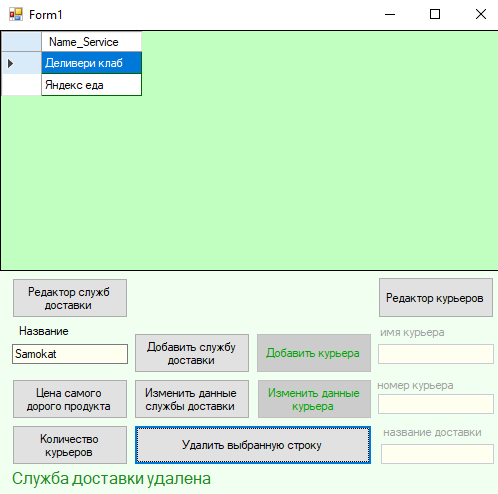 Form1
Name_Service
Деливери клаб
Яндекс еда
Редактор служб
доставки
Редактор курьеров
Название
имя курьера
Samokat
Добавить службу
доставки
Добавить курьера
номер курьера
Цена самого
дорого продукта
Изменить данные
службы доставки
Изменить данные
курьера
название доставки
Количество
курьеров
Удалить выбранную строку
Служба доставки удалена